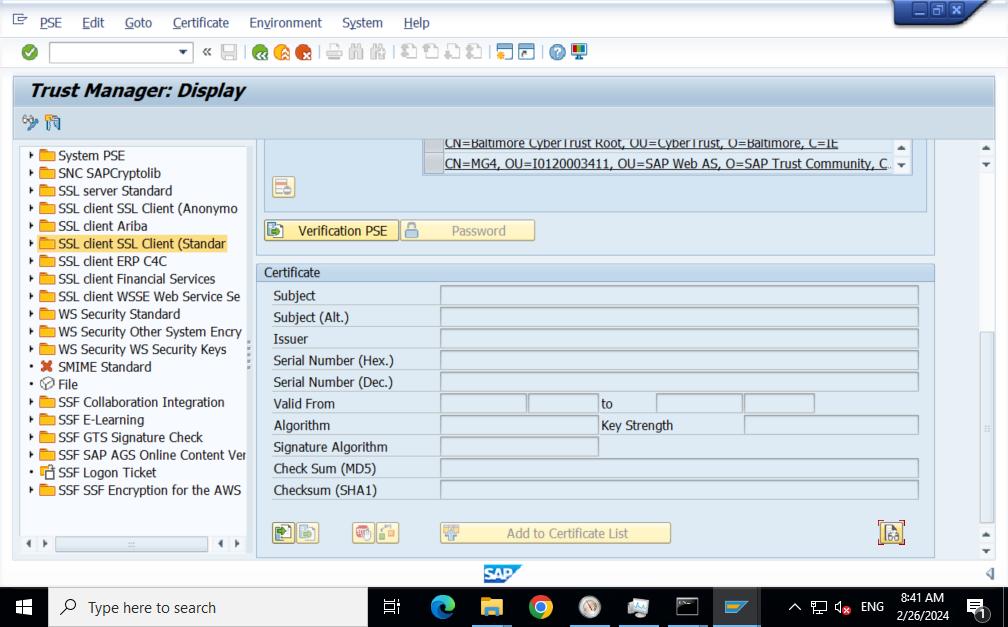 PSE Edit Goto Certificate Environment System Help
Trust Manager: Display
System PSE
SNC SAPCryptolib
SSL server Standard
SSL client SSL Client (Anonymo
SSL client Ariba
SSL client SSL Client (Standar
SSL client ERP C4C
SSL client Financial Services
SSL client WSSE Web Service Se
WS Security Standard
WS Security Other System Encry
WS Security WS Security Keys
SMIME Standard
File
SSF Collaboration Integration
SSF E-Learning
SSF GTS Signature Check
SSF SAP AGS Online Content Ver
SSF Logon Ticket
SSF SSF Encryption for the AWS
CN=Baltimore CyberTrust Root, OU=CyberTrust, O=Baltimore, C=IE
CN=MG4, OU=I0120003411, OU=SAP Web AS, O=SAP Trust Community, C..
Verification PSE Password
Certificate
Subject
Subject (Alt.)
Issuer
Serial Number (Hex.)
Serial Number (Dec.)
Valid From to
Algorithm Key Strength
Signature Algorithm
Check Sum (MD5)
Checksum (SHA1)
Add to Certificate List
SAP
Type here to search
ENG
8:41 AM
2/26/2024
1